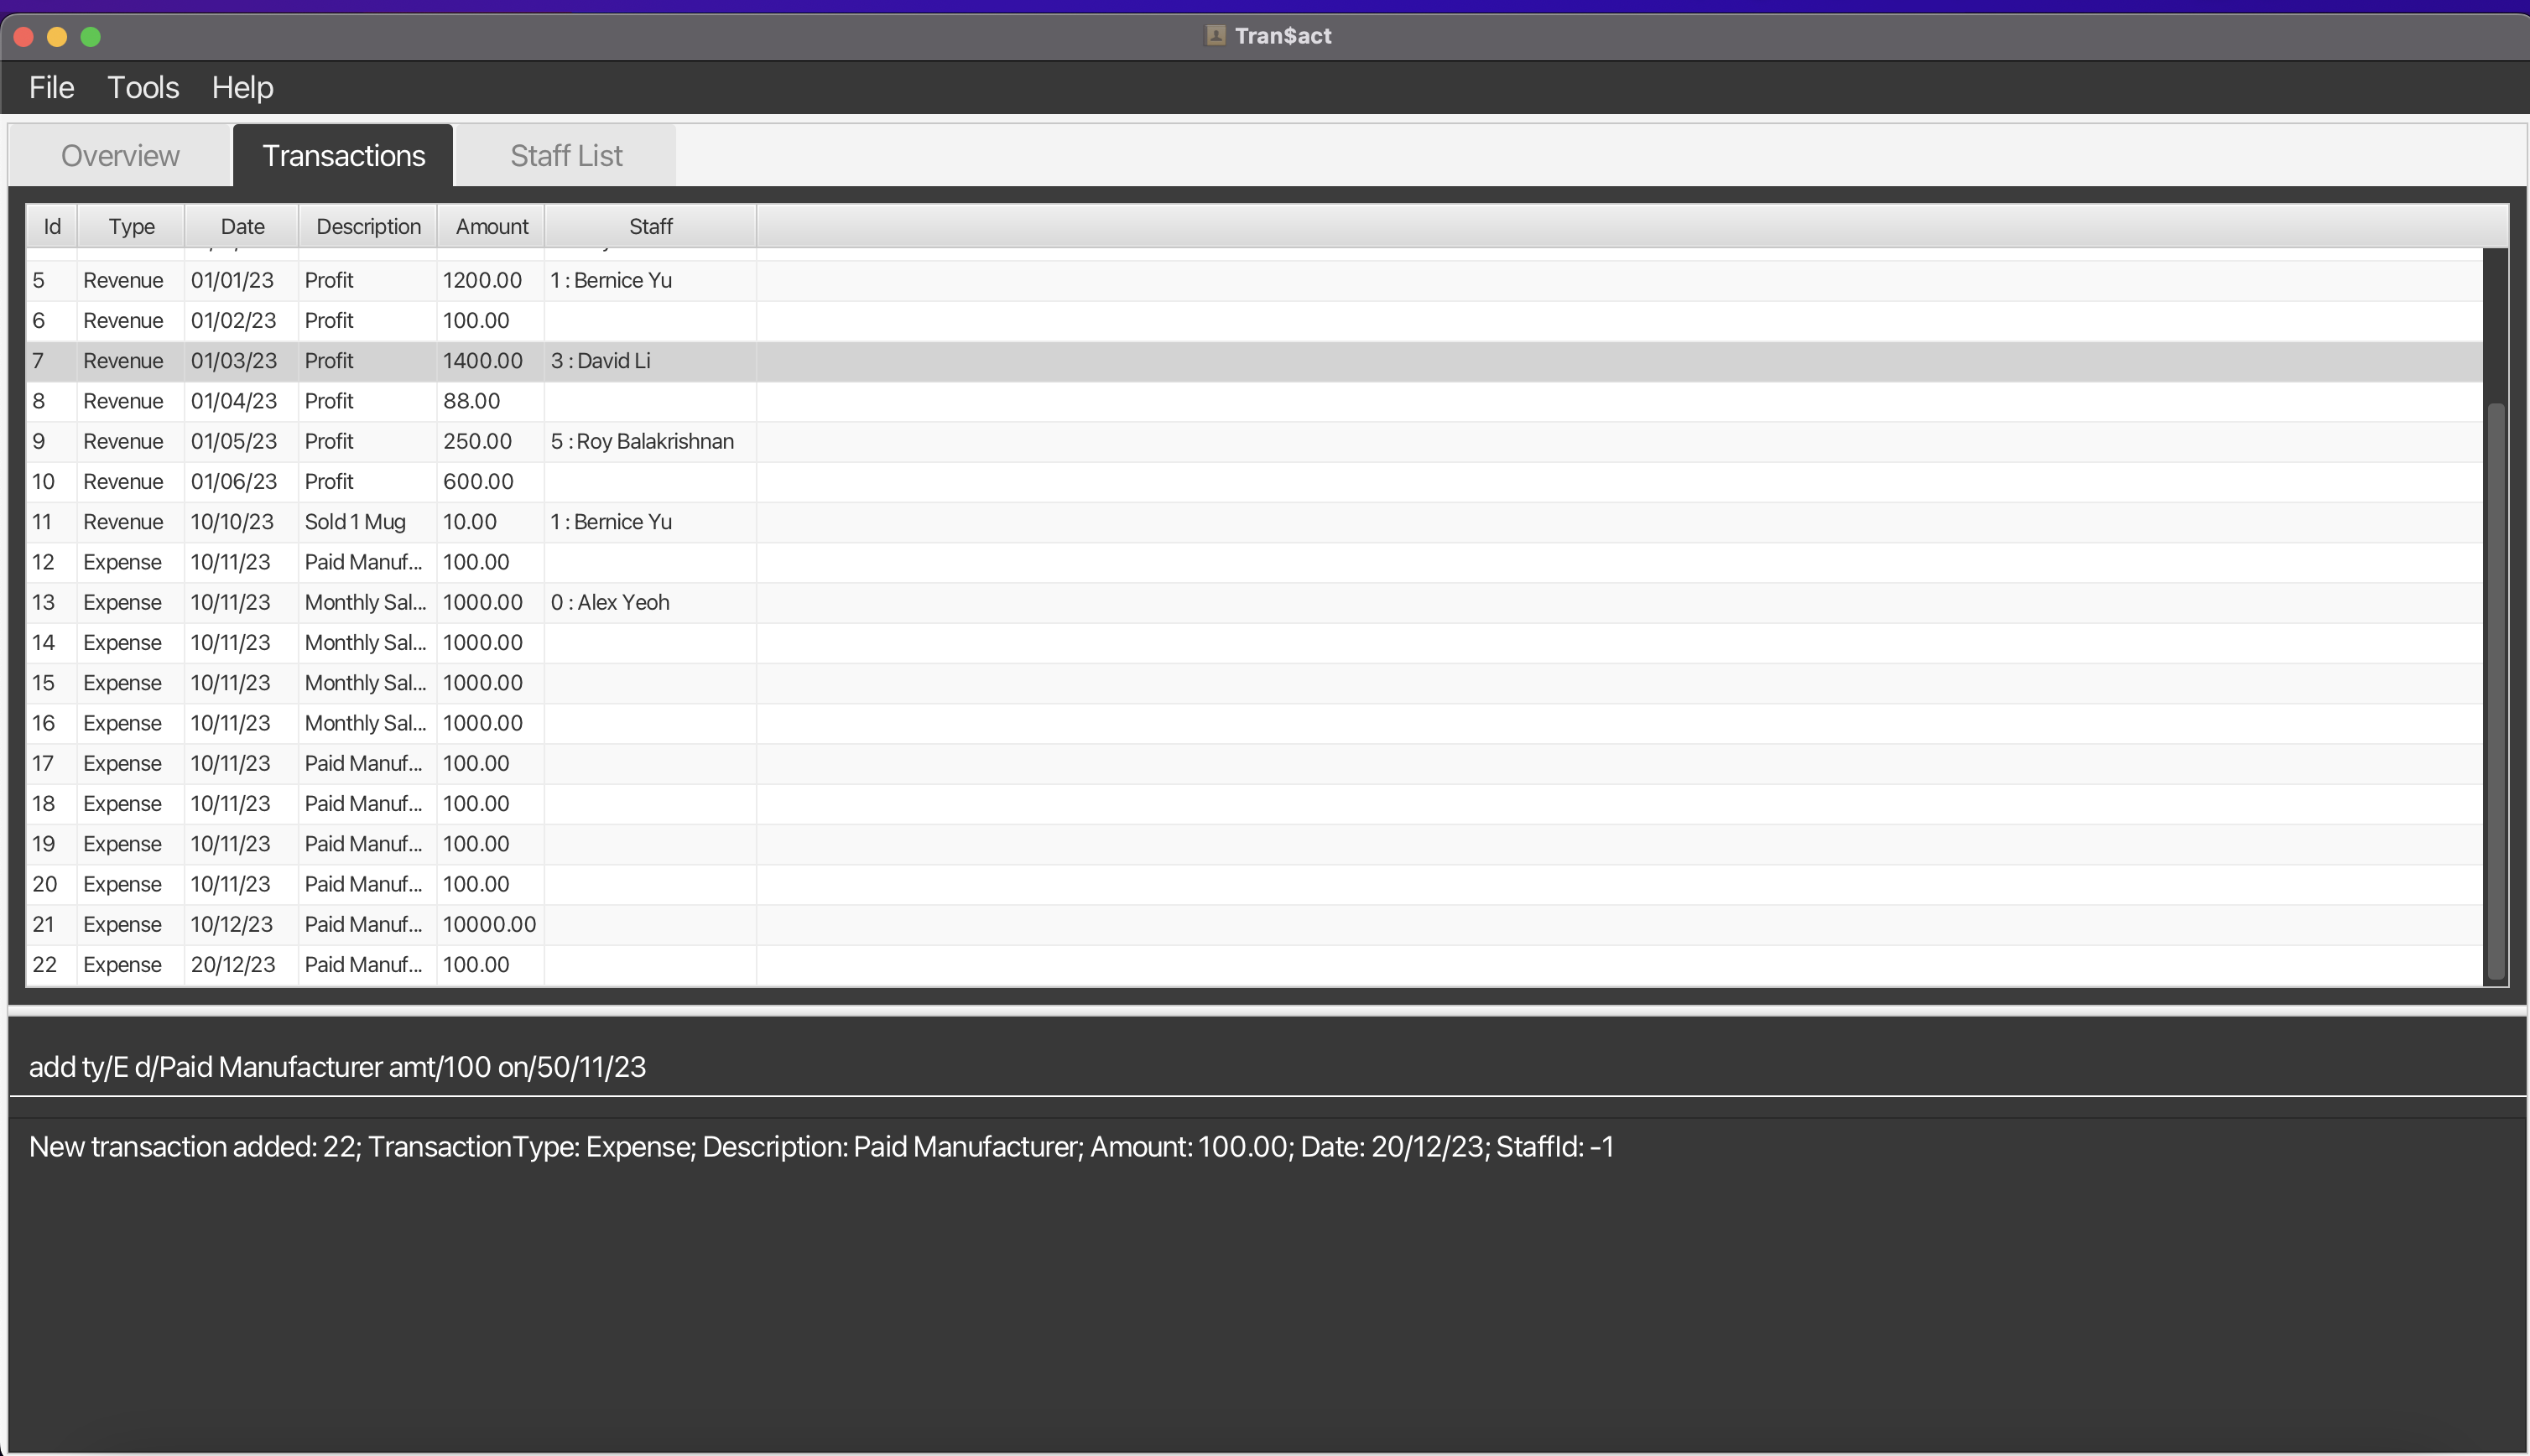 Tran$act
File Tools Help
Overview Transactions Staff List
Id Type Date Description Amount Staff
5 Revenue 01/01/23 Profit 1200.00 1 : Bernice Yu
6 Revenue 01/02/23 Profit 100.00
7 Revenue 01/03/23 Profit 1400.00 3 : David Li
8 Revenue 01/04/23 Profit 88.00
9 Revenue 01/05/23 Profit 250.00 5 : Roy Balakrishnan
10 Revenue 01/06/23 Profit 600.00
11 Revenue 10/10/23 Sold 1 Mug 10.00 1 : Bernice Yu
12 Expense 10/11/23 Paid Manuf... 100.00
13 Expense 10/11/23 Monthly Sal... 1000.00 0 : Alex Yeoh
14 Expense 10/11/23 Monthly Sal... 1000.00
15 Expense 10/11/23 Monthly Sal... 1000.00
16 Expense 10/11/23 Monthly Sal... 1000.00
17 Expense 10/11/23 Paid Manuf... 100.00
18 Expense 10/11/23 Paid Manuf... 100.00
19 Expense 10/11/23 Paid Manuf... 100.00
20 Expense 10/11/23 Paid Manuf... 100.00
21 Expense 10/12/23 Paid Manuf... 10000.00
22 Expense 20/12/23 Paid Manuf... 100.00
add ty/E d/Paid Manufacturer amt/100 on/50/11/23
New transaction added: 22; TransactionType: Expense; Description: Paid Manufacturer; Amount: 100.00; Date: 20/12/23; StaffId: -1